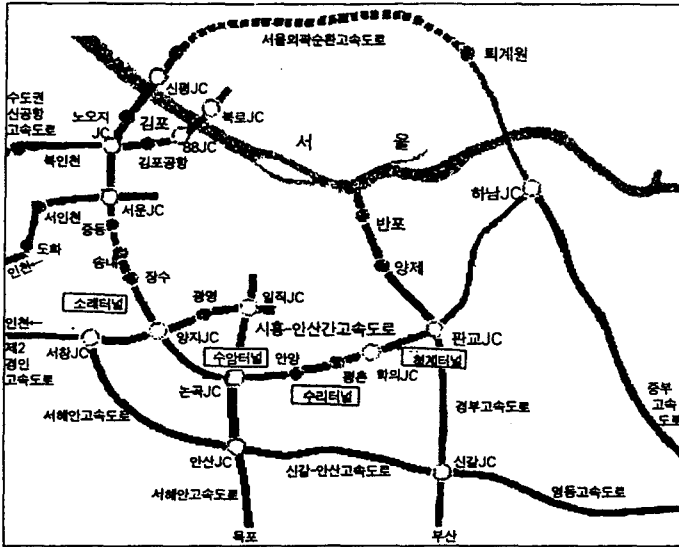 서울외곽순환고속도로
퇴계원
신평JC
수도권
신공항
고속도로
노오지
JC
김포
북로JC
88JC
서 울
북인천
김포공항
하남JC
서인천
서운JC
중동
반포
도화
인천←
송내
장수
양제
소래터널
광명
일직JC
인천←
시흥-안산간고속도로
서창JC
양지JC
판교JC
제2
경인
고속도로
수암터널
안양
청계터널
평촌
학의JC
논곡JC
수리터널
중부
고속
도로
서해안고속도로
경부고속도로
안산JC
신갈-안산고속도로
신갈JC
서해안고속도로
영동고속도로
목포
부산